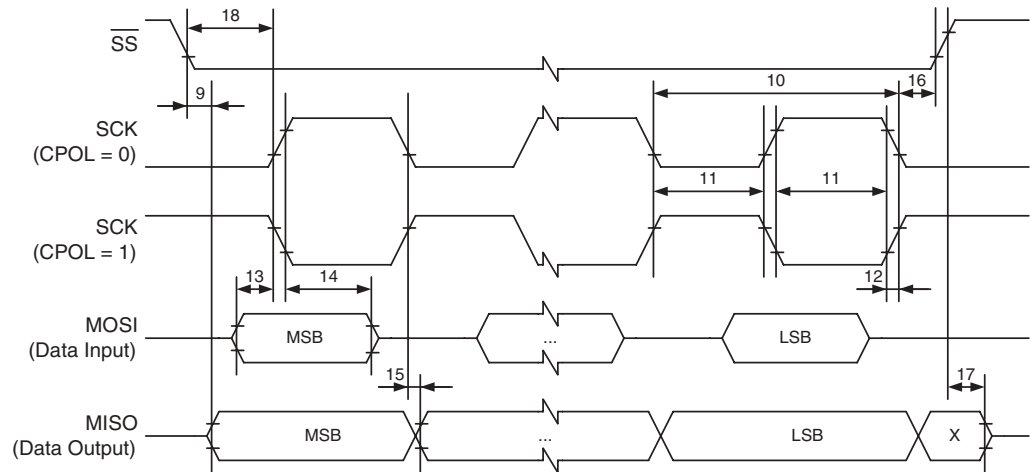 18
SS
10
16
9
SCK
(CPOL = 0)
11
11
SCK
(CPOL = 1)
13
14
12
MOSI
(Data Input)
MSB
...
LSB
15
17
MISO
(Data Output)
MSB
...
LSB
X